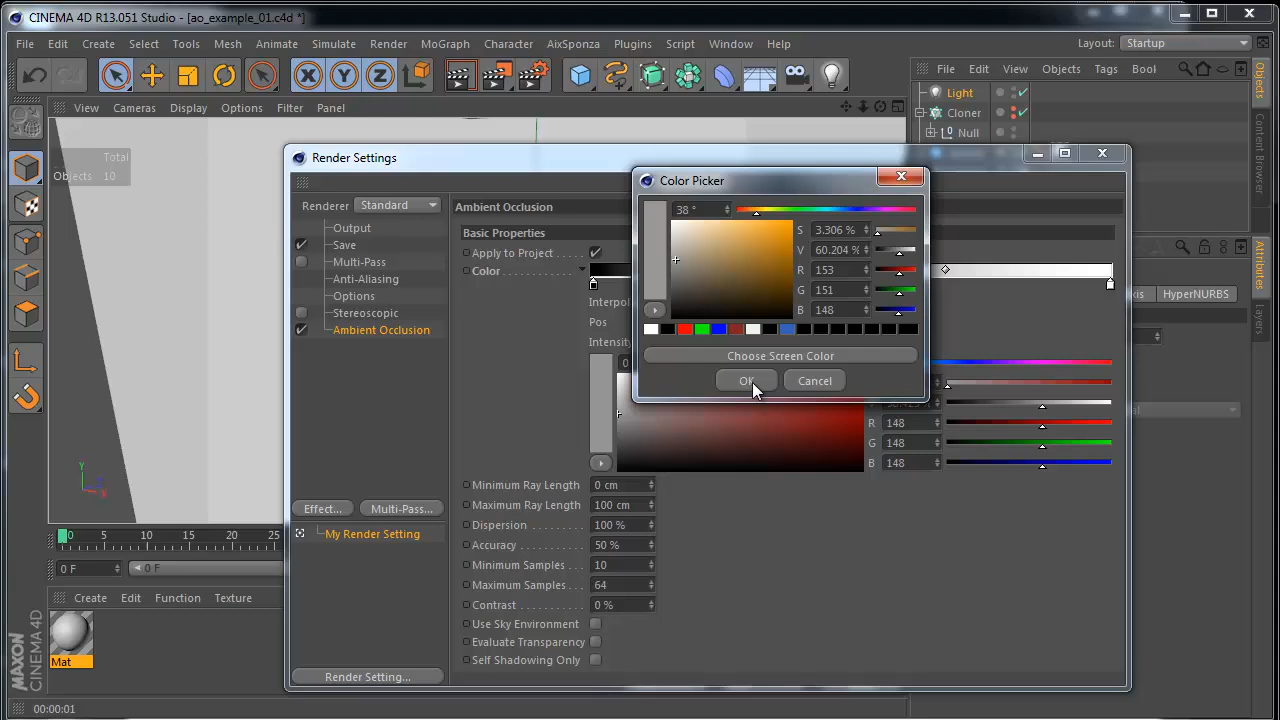 CINEMA 4D R13.051 Studio - [ao_example_01.c4d *]
File Edit Create Select Tools Mesh Animate Simulate Render MoGraph Character AixSponza Plugins Script Window Help Layout: Startup
File Edit View Objects Tags Book
View Cameras Display Options Filter Panel
Light
Cloner
Null
Total
Objects 10
Render Settings
Color Picker
Renderer Standard
Ambient Occlusion
Output
Save
Multi-Pass
Anti-Aliasing
Options
Stereoscopic
Ambient Occlusion
Basic Properties
Apply to Project
Color
Pos
38 °
S 3.306 %
V 60.204 %
R 153
G 151
B 148
Choose Screen Color
OK Cancel
R 148
G 148
B 148
Minimum Ray Length 0 cm
Maximum Ray Length 100 cm
Dispersion 100 %
Accuracy 50 %
Minimum Samples 10
Maximum Samples 64
Contrast 0 %
Use Sky Environment
Evaluate Transparency
Self Shadowing Only
Effect... Multi-Pass...
My Render Setting
Render Setting...
HyperNURBS
Objects
Content Browser
Attributes
0 5 10 15 20 25
0 F 0 F
Create Edit Function Texture
Mat
MAXON
CINEMA 4D
00:00:01